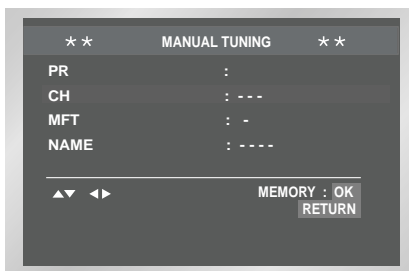 ** MANUAL TUNING **
PR :
CH : - - -
MFT : -
NAME : - - - -
▲▼ ◀▶ MEMORY : OK
RETURN